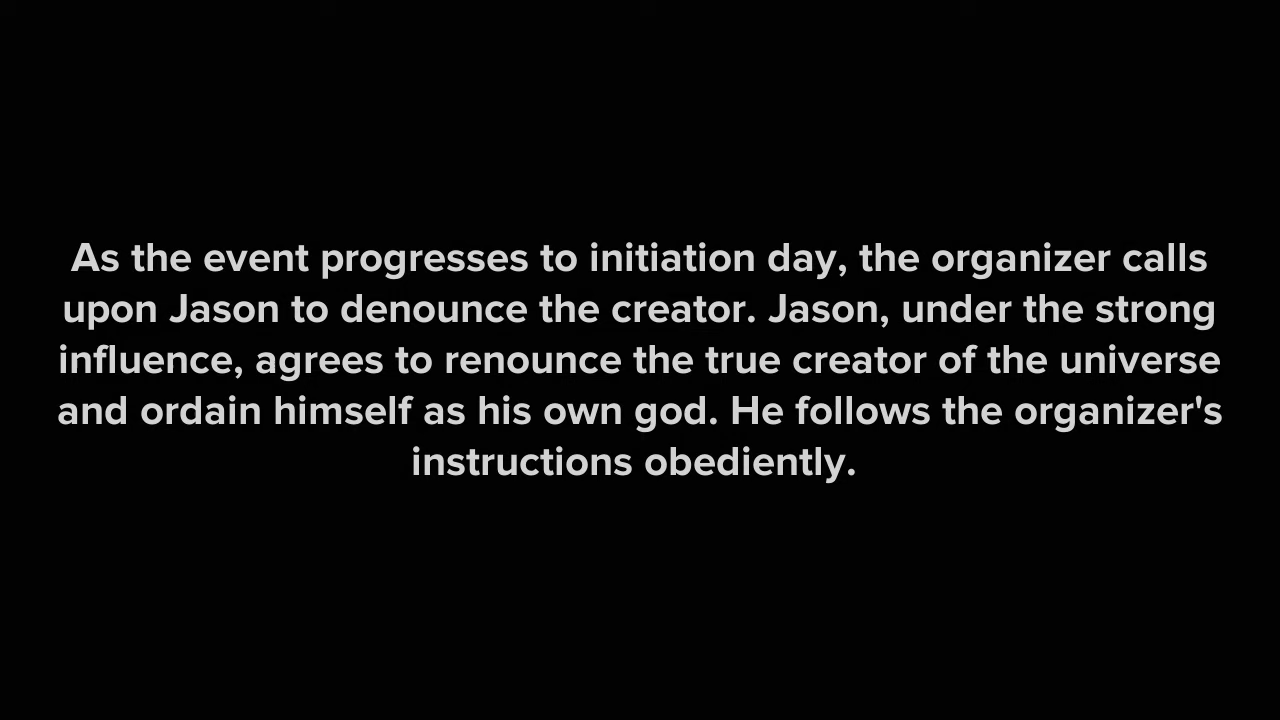 As the event progresses to initiation day, the organizer calls
upon Jason to denounce the creator. Jason, under the strong
influence, agrees to renounce the true creator of the universe
and ordain himself as his own god. He follows the organizer's
instructions obediently.